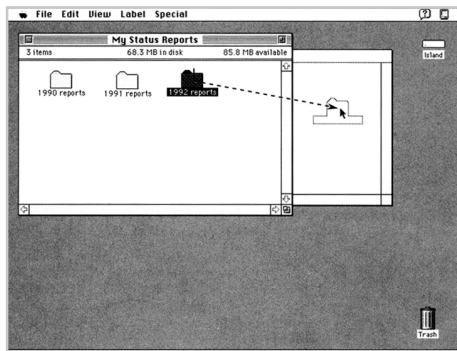 File Edit View Label Special
My Status Reports
3 items 68.3 MB in disk 85.8 MB available
1990 reports 1991 reports 1992 reports
Island
Trash